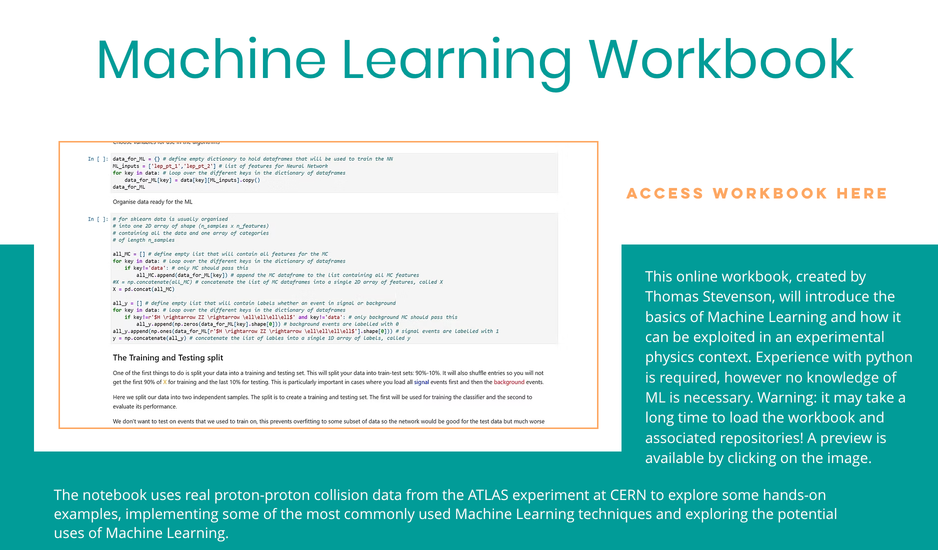 Machine Learning Workbook
Choose variables for use in the algorithms
In [ ]: data_for_ML = {} # define empty dictionary to hold dataframes that will be used to train the NN
ML_inputs = ['lep_pt_1','lep_pt_2'] # list of features for Neural Network
for key in data: # loop over the different keys in the dictionary of dataframes
data_for_ML[key] = data[key][ML_inputs].copy()
data_for_ML
Organise data ready for the ML
In [ ]: # for sklearn data is usually organised
# into one 2D array of shape (n_samples x n_features)
# containing all the data and one array of categories
# of length n_samples
all_MC = [] # define empty list that will contain all features for the MC
for key in data: # loop over the different keys in the dictionary of dataframes
if key!='data': # only MC should pass this
all_MC.append(data_for_ML[key]) # append the MC dataframe to the list containing all MC features
#X = np.concatenate(all_MC) # concatenate the list of MC dataframes into a single 2D array of features, called X
X = pd.concat(all_MC)
all_y = [] # define empty list that will contain labels whether an event in signal or background
for key in data: # loop over the different keys in the dictionary of dataframes
if key!=r'$H \rightarrow ZZ \rightarrow \ell\ell\ell\ell$' and key!='data': # only background MC should pass this
all_y.append(np.zeros(data_for_ML[key].shape[0])) # background events are labelled with 0
all_y.append(np.ones(data_for_ML[r'$H \rightarrow ZZ \rightarrow \ell\ell\ell\ell$'].shape[0])) # signal events are labelled with 1
y = np.concatenate(all_y) # concatenate the list of lables into a single 1D array of labels, called y
The Training and Testing split
One of the first things to do is split your data into a training and testing set. This will split your data into train-test sets: 90%-10%. It will also shuffle entries so you will not
get the first 90% of X for training and the last 10% for testing. This is particularly important in cases where you load all signal events first and then the background events.
Here we split our data into two independent samples. The split is to create a training and testing set. The first will be used for training the classifier and the second to
evaluate its performance.
We don't want to test on events that we used to train on, this prevents overfitting to some subset of data so the network would be good for the test data but much worse
ACCESS WORKBOOK HERE
This online workbook, created by
Thomas Stevenson, will introduce the
basics of Machine Learning and how it
can be exploited in an experimental
physics context. Experience with python
is required, however no knowledge of
ML is necessary. Warning: it may take a
long time to load the workbook and
associated repositories! A preview is
available by clicking on the image.
The notebook uses real proton-proton collision data from the ATLAS experiment at CERN to explore some hands-on
examples, implementing some of the most commonly used Machine Learning techniques and exploring the potential
uses of Machine Learning.